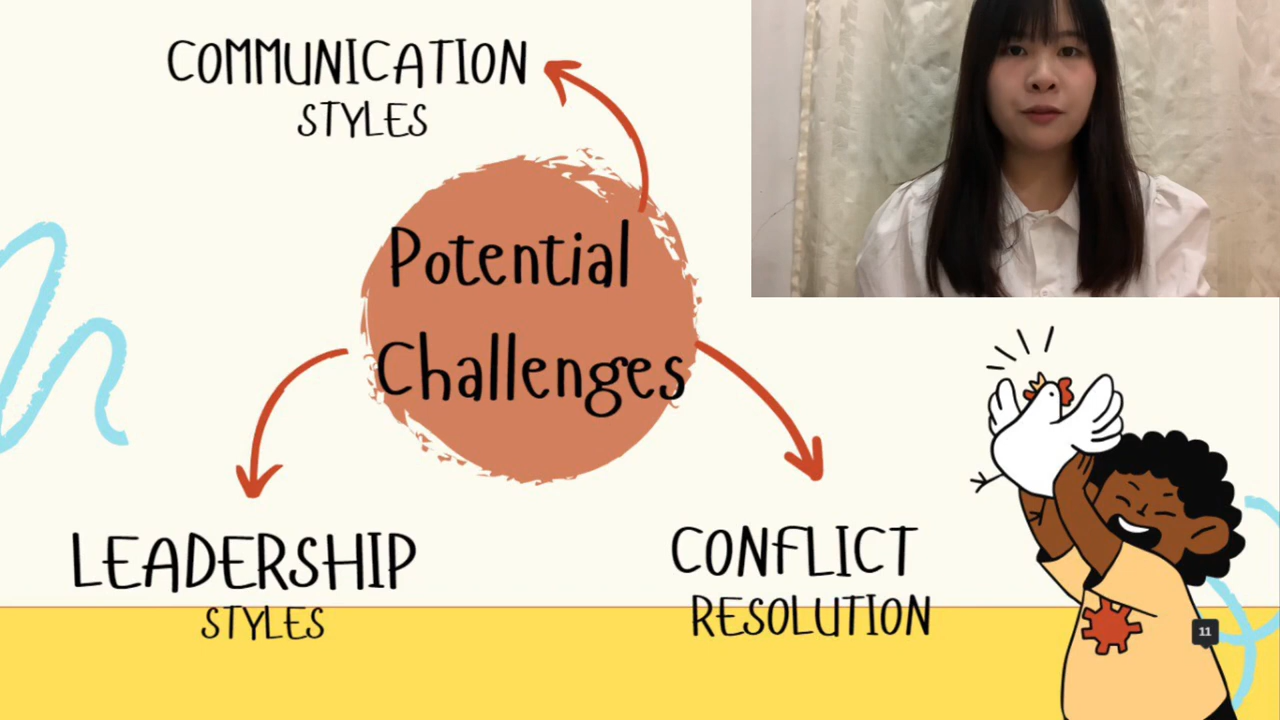 COMMUNICATION
STYLES
Potential
Challenges
LEADERSHIP
STYLES
CONFLICT
RESOLUTION
11